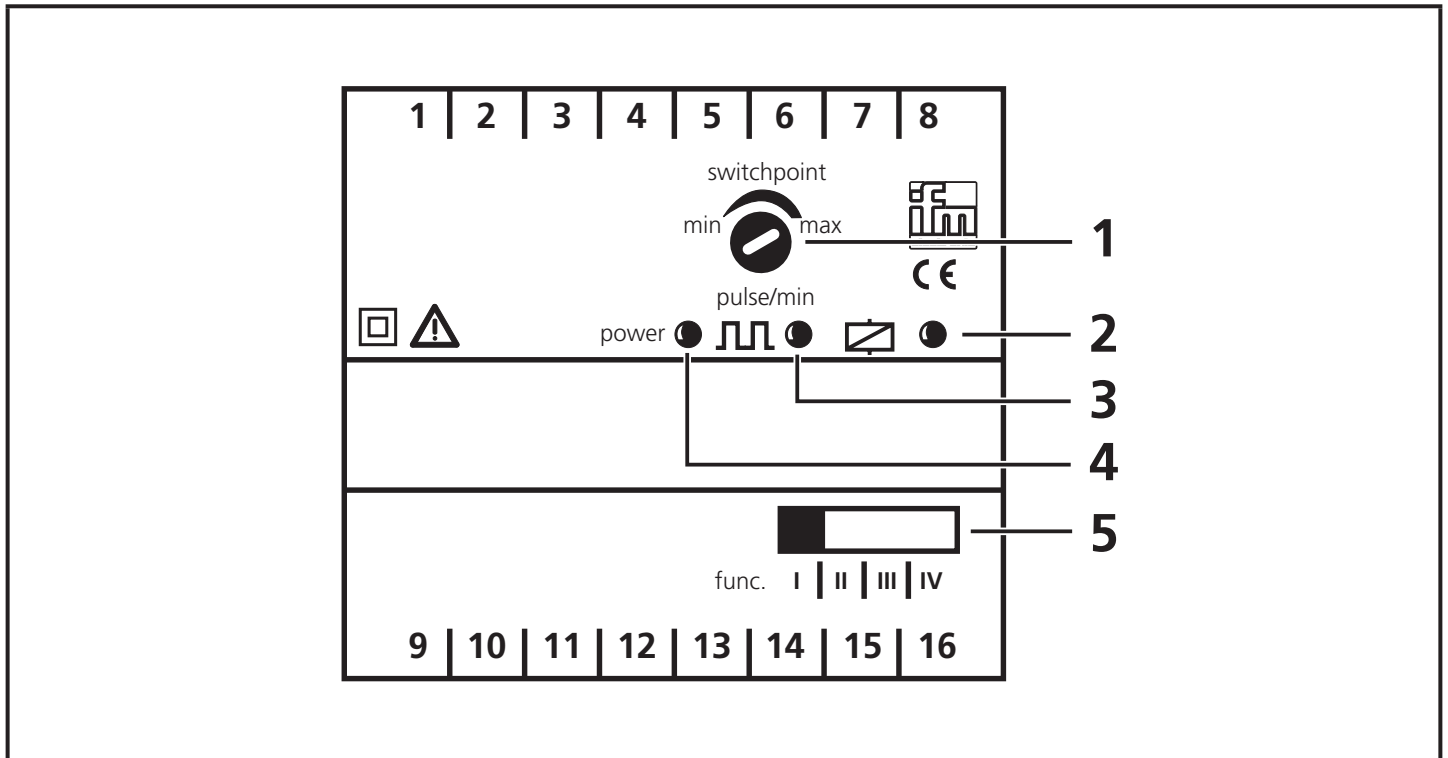 1 2 3 4 5 6 7 8
switchpoint
min max
ifm
1
CE
pulse/min
power
2
3
4
5
func. I II III IV
9 10 11 12 13 14 15 16